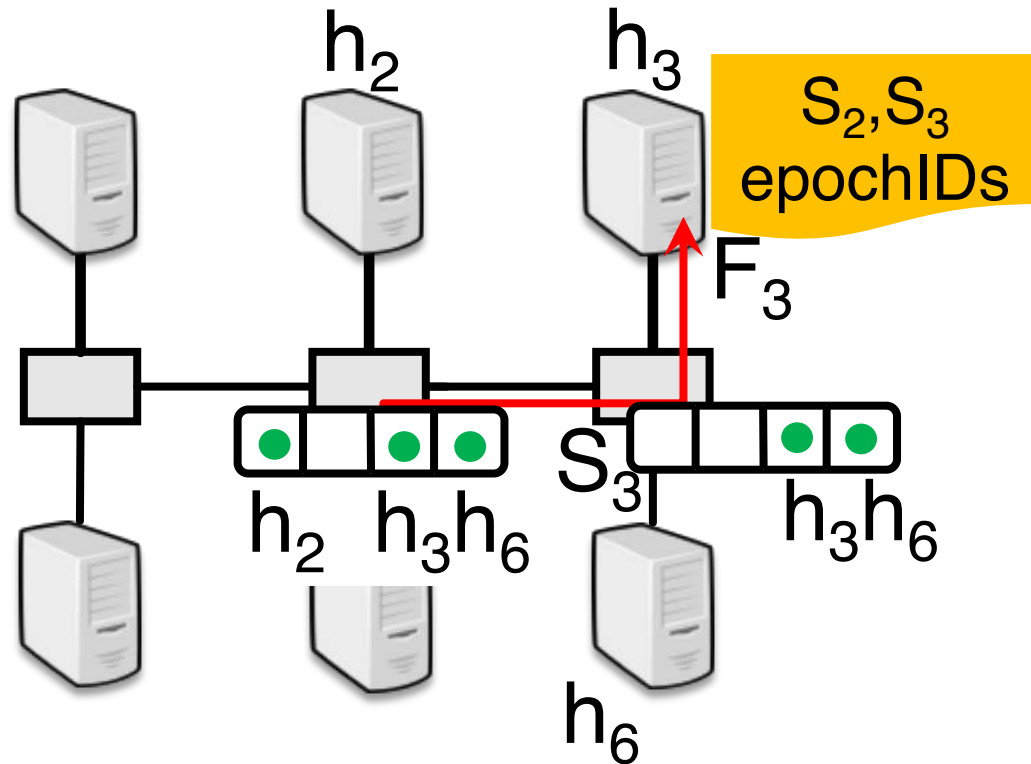 h₂
h₃
S₂,S₃
epochIDs
F₃
S₃
h₂ h₃h₆
h₃h₆
h₆